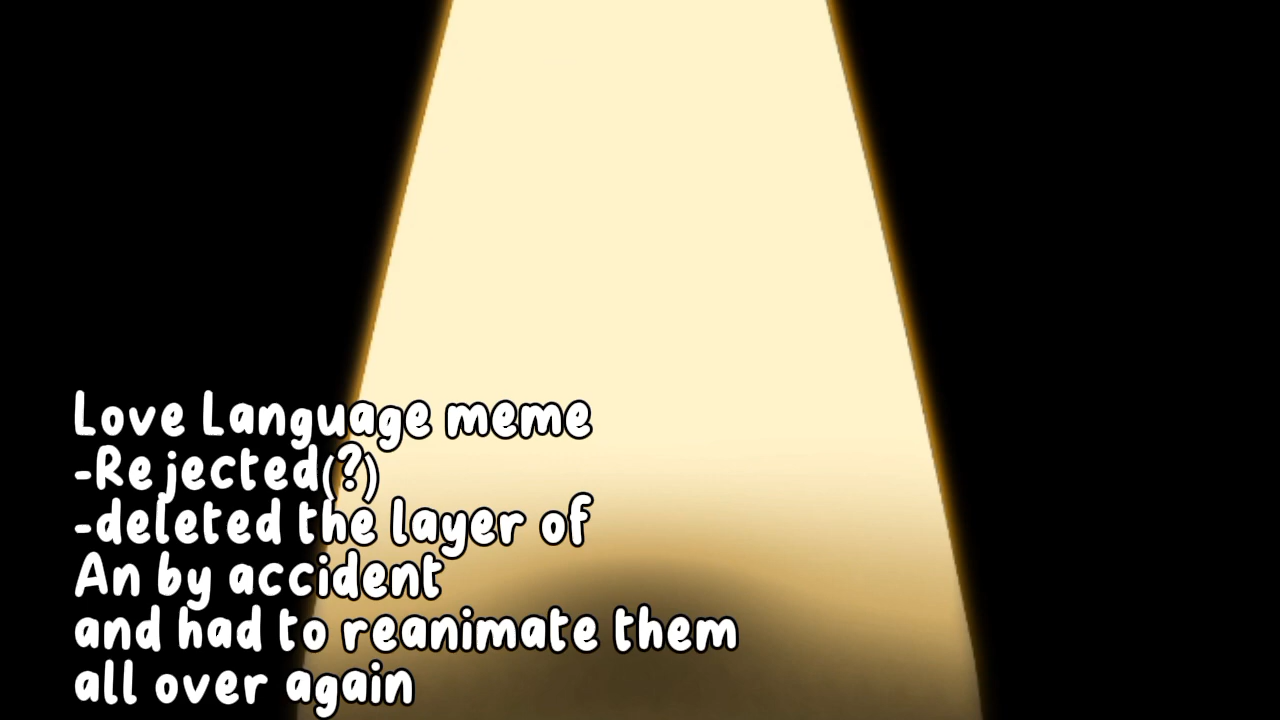 Love Language meme
-Rejected(?)
-deleted the layer of
An by accident
and had to reanimate them
all over again